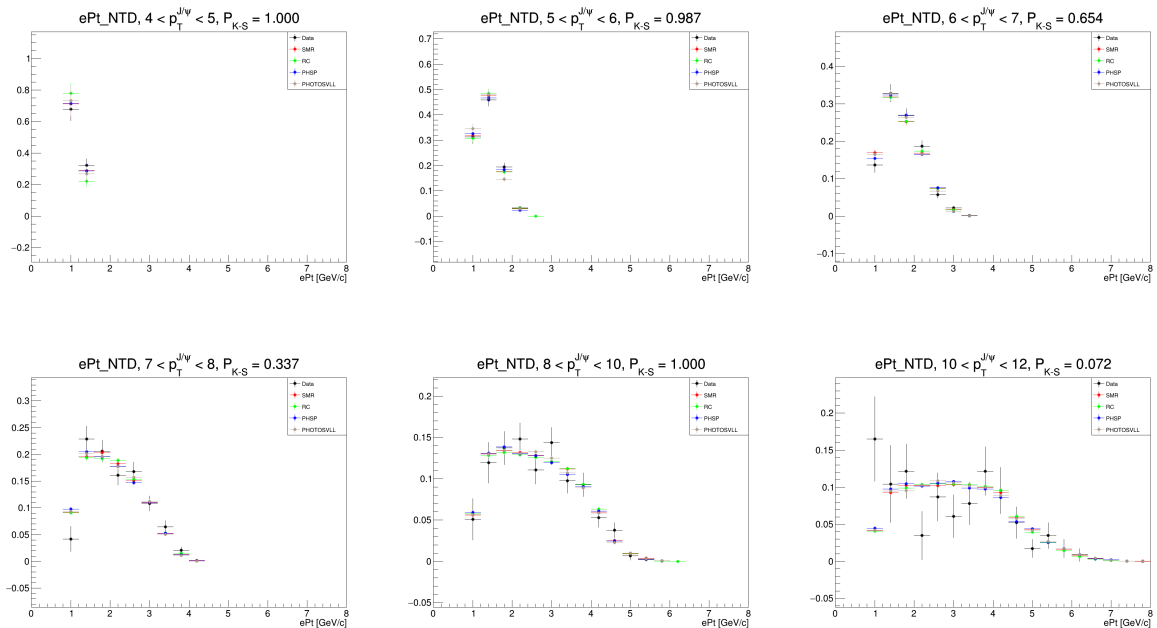 ePt_NTD, 4 < p_T^{J/ψ} < 5, P_{K-S} = 1.000
1
0.8
0.6
0.4
0.2
0
−0.2
0 1 2 3 4 5 6 7 8
ePt [GeV/c]
Data
SMR
RC
PHSP
PHOTOSVLL
ePt_NTD, 5 < p_T^{J/ψ} < 6, P_{K-S} = 0.987
0.7
0.6
0.5
0.4
0.3
0.2
0.1
0
−0.1
0 1 2 3 4 5 6 7 8
ePt [GeV/c]
Data
SMR
RC
PHSP
PHOTOSVLL
ePt_NTD, 6 < p_T^{J/ψ} < 7, P_{K-S} = 0.654
0.4
0.3
0.2
0.1
0
−0.1
0 1 2 3 4 5 6 7 8
ePt [GeV/c]
Data
SMR
RC
PHSP
PHOTOSVLL
ePt_NTD, 7 < p_T^{J/ψ} < 8, P_{K-S} = 0.337
0.3
0.25
0.2
0.15
0.1
0.05
0
−0.05
0 1 2 3 4 5 6 7 8
ePt [GeV/c]
Data
SMR
RC
PHSP
PHOTOSVLL
ePt_NTD, 8 < p_T^{J/ψ} < 10, P_{K-S} = 1.000
0.2
0.15
0.1
0.05
0
−0.05
0 1 2 3 4 5 6 7 8
ePt [GeV/c]
Data
SMR
RC
PHSP
PHOTOSVLL
ePt_NTD, 10 < p_T^{J/ψ} < 12, P_{K-S} = 0.072
0.2
0.15
0.1
0.05
0
−0.05
0 1 2 3 4 5 6 7 8
ePt [GeV/c]
Data
SMR
RC
PHSP
PHOTOSVLL